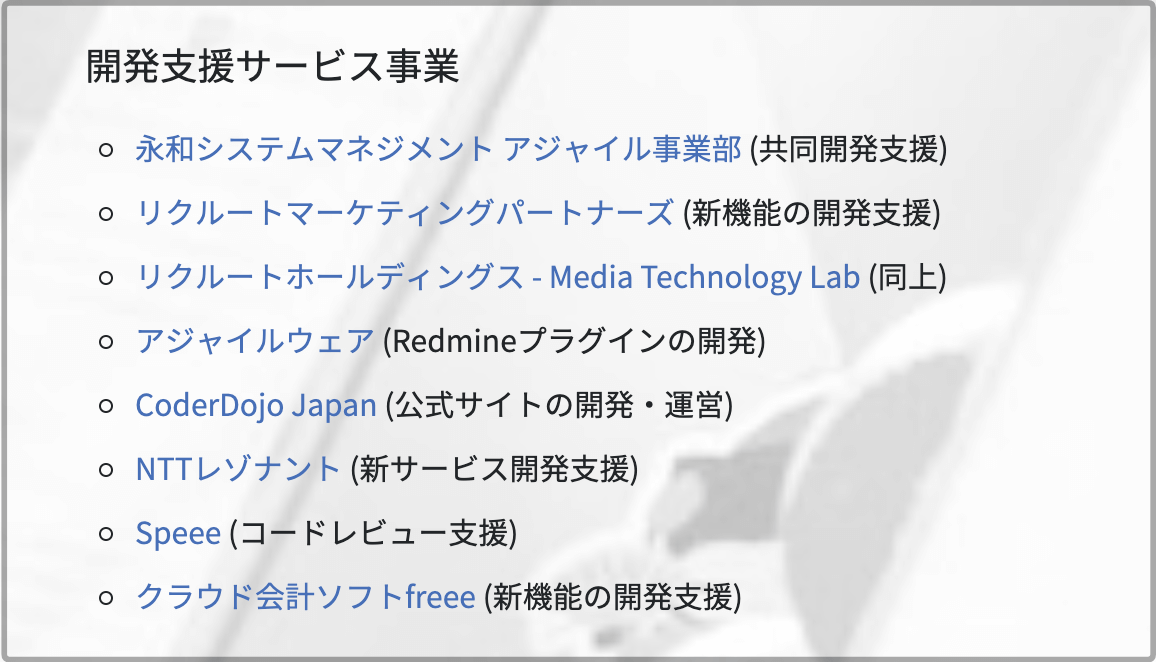 開発支援サービス事業
永和システムマネジメント アジャイル事業部 (共同開発支援)
リクルートマーケティングパートナーズ (新機能の開発支援)
リクルートホールディングス - Media Technology Lab (同上)
アジャイルウェア (Redmineプラグインの開発)
CoderDojo Japan (公式サイトの開発・運営)
NTTレゾナント (新サービス開発支援)
Speee (コードレビュー支援)
クラウド会計ソフトfreee (新機能の開発支援)